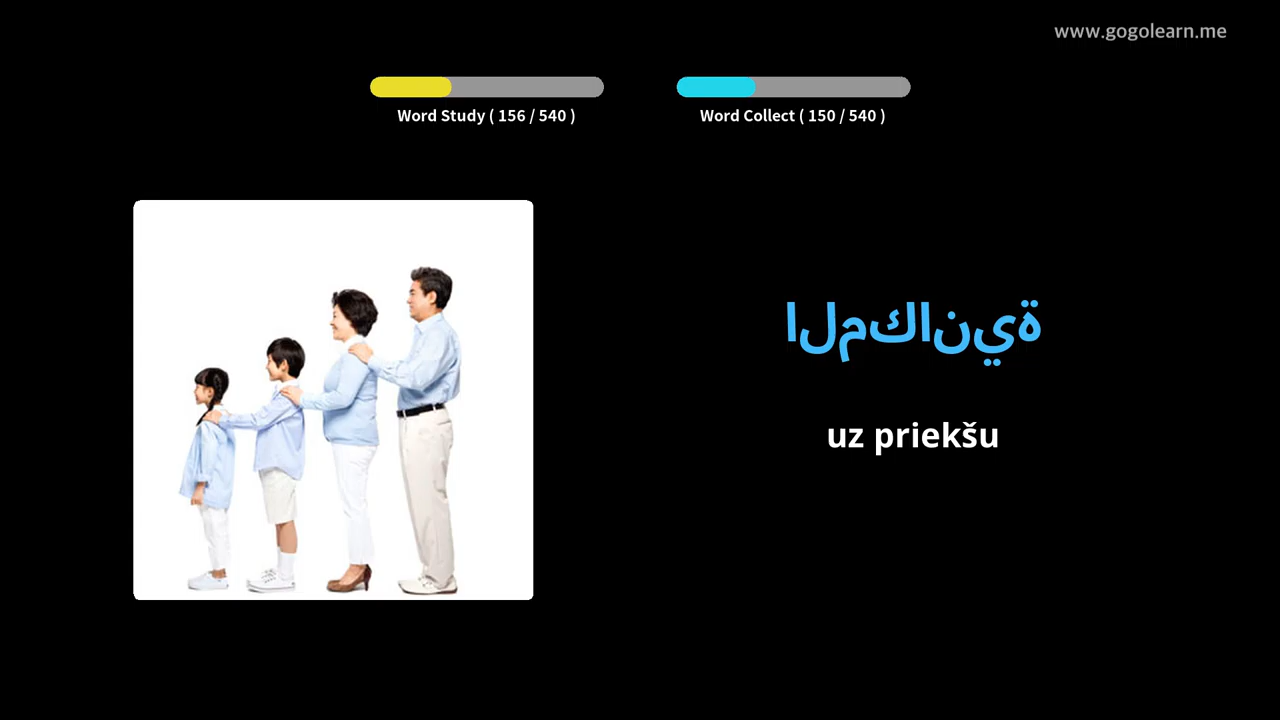 www.gogolearn.me
Word Study ( 156 / 540 )
Word Collect ( 150 / 540 )
المكانية
uz priekšu